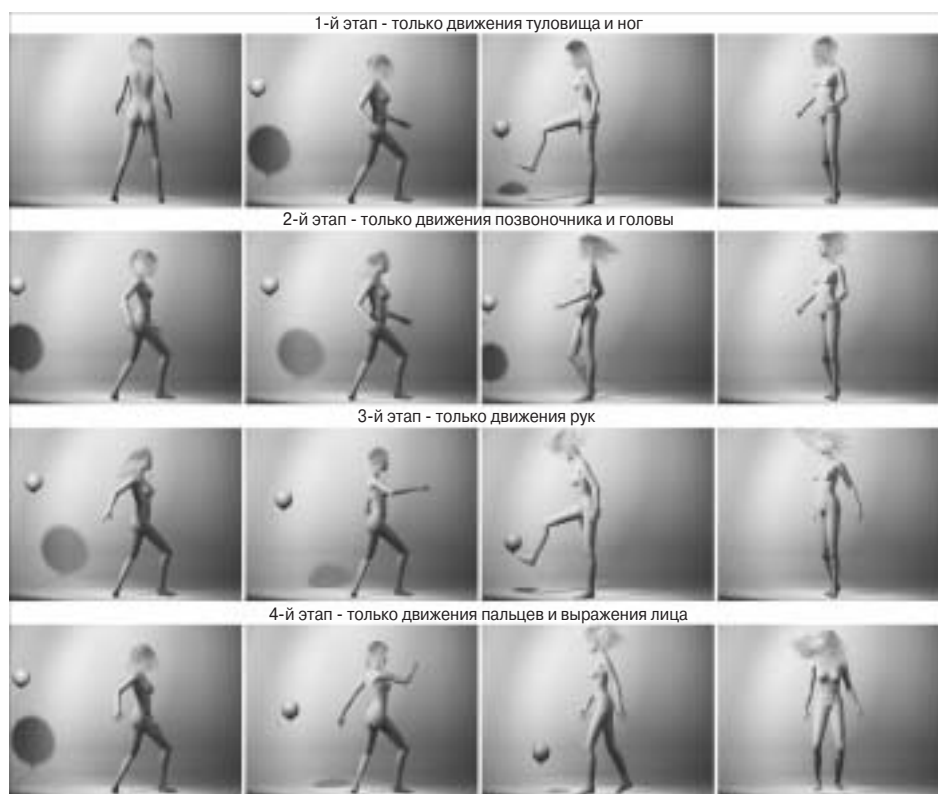 1-й этап - только движения туловища и ног
2-й этап - только движения позвоночника и головы
3-й этап - только движения рук
4-й этап - только движения пальцев и выражения лица